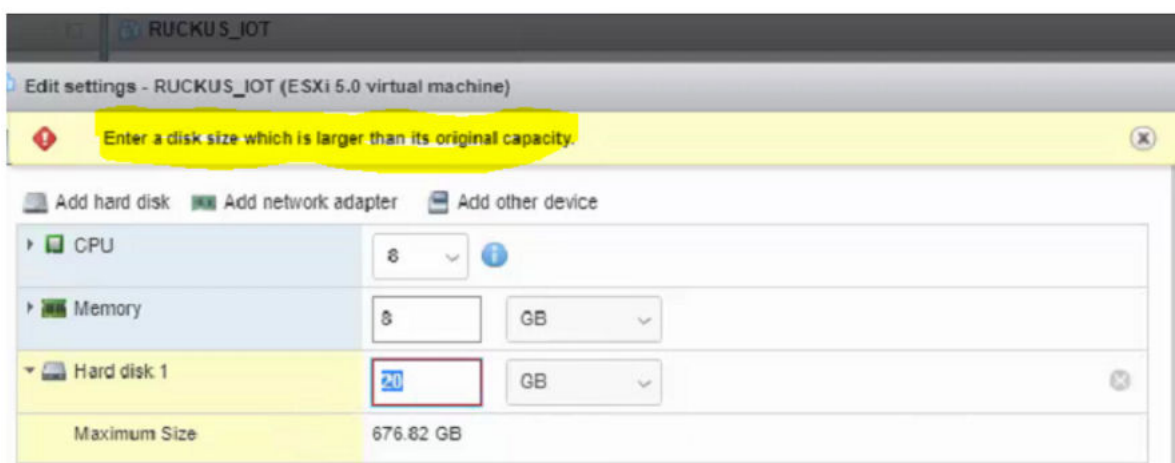 RUCKUS_IOT
Edit settings - RUCKUS_IOT (ESXi 5.0 virtual machine)
Enter a disk size which is larger than its original capacity.
Add hard disk Add network adapter Add other device
CPU 8
Memory 8 GB
Hard disk 1 20 GB
Maximum Size 676.82 GB